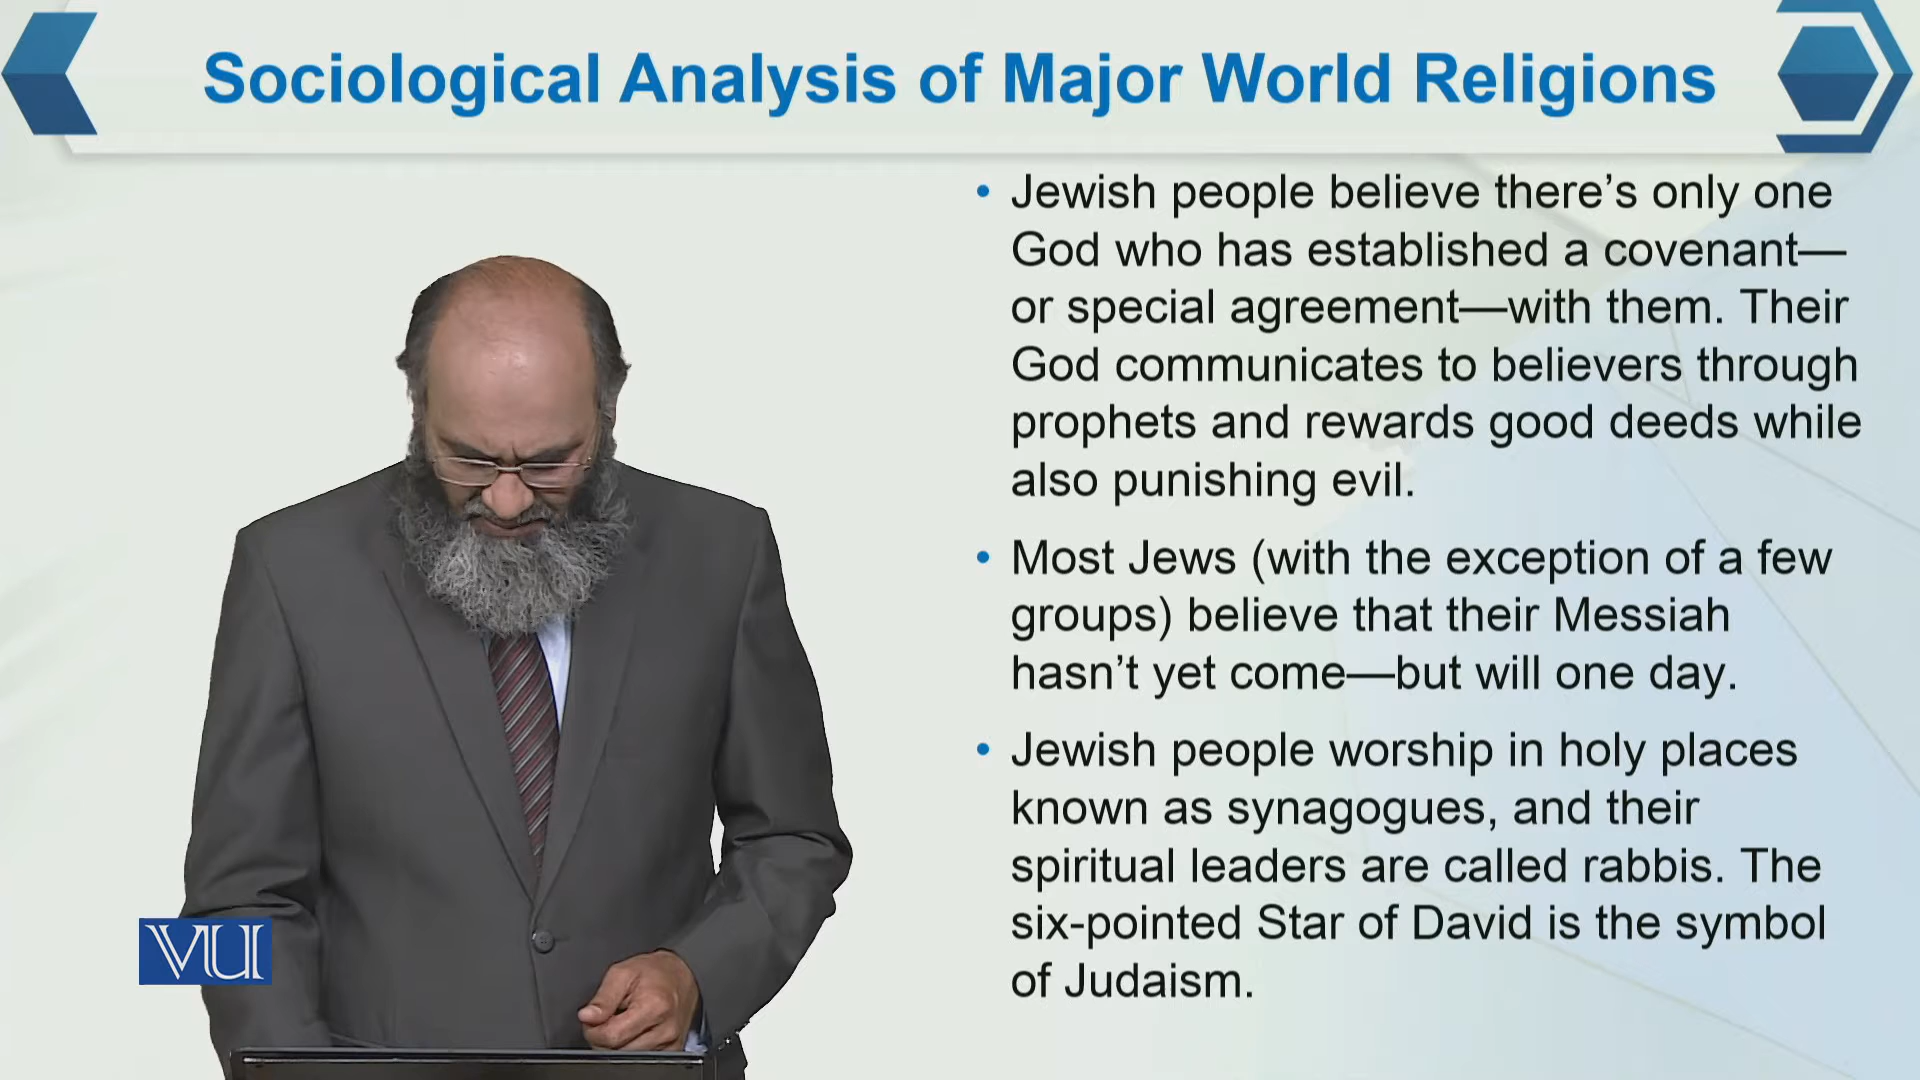 Sociological Analysis of Major World Religions
• Jewish people believe there’s only one
God who has established a covenant—
or special agreement—with them. Their
God communicates to believers through
prophets and rewards good deeds while
also punishing evil.
• Most Jews (with the exception of a few
groups) believe that their Messiah
hasn’t yet come—but will one day.
• Jewish people worship in holy places
known as synagogues, and their
spiritual leaders are called rabbis. The
six-pointed Star of David is the symbol
of Judaism.
VU